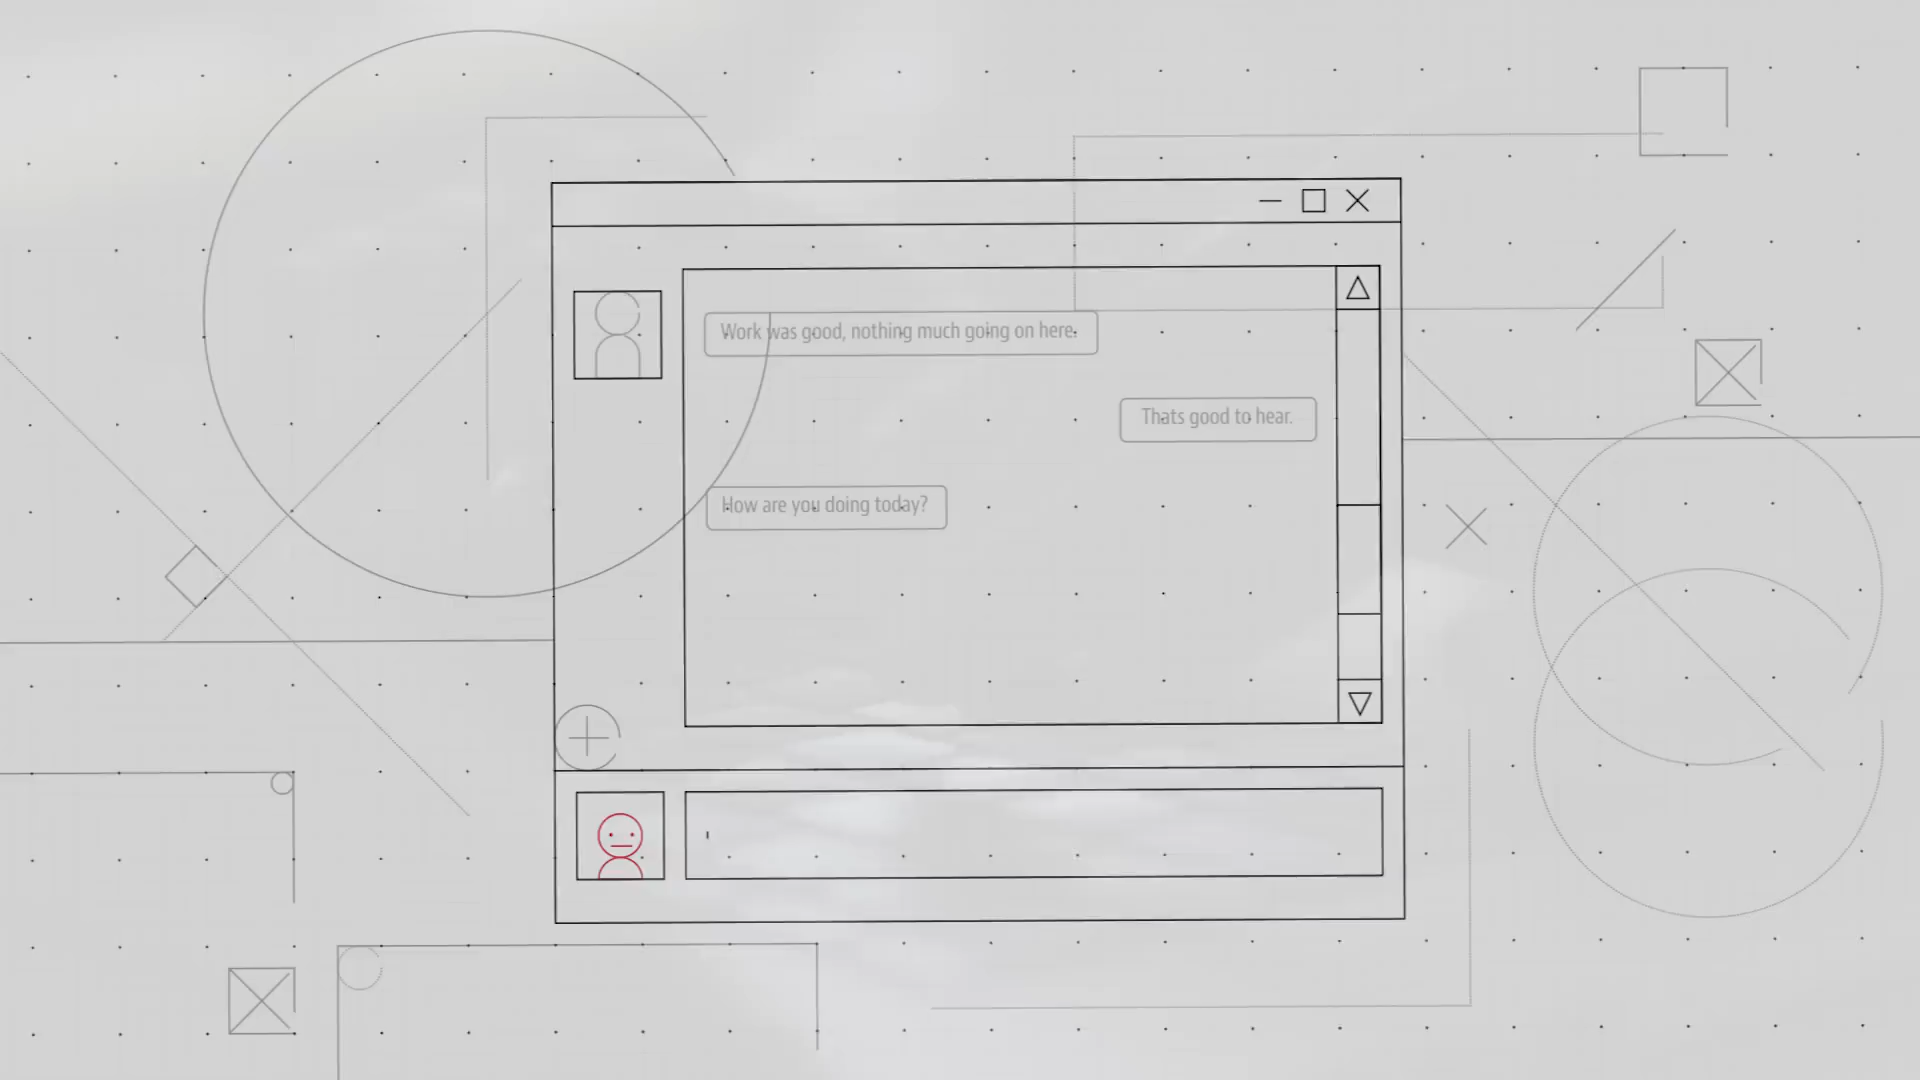 Work was good, nothing much going on here.
Thats good to hear.
How are you doing today?